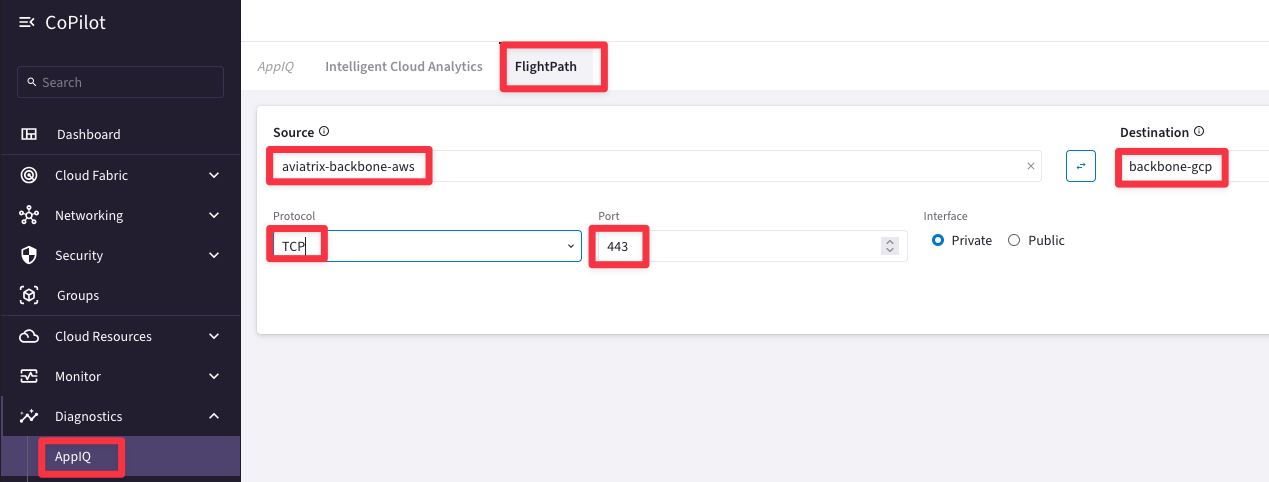 CoPilot
Search
Dashboard
Cloud Fabric
Networking
Security
Groups
Cloud Resources
Monitor
Diagnostics
AppIQ
AppIQ Intelligent Cloud Analytics FlightPath
Source Destination
aviatrix-backbone-aws × backbone-gcp
Protocol Port Interface
TCP 443 Private Public